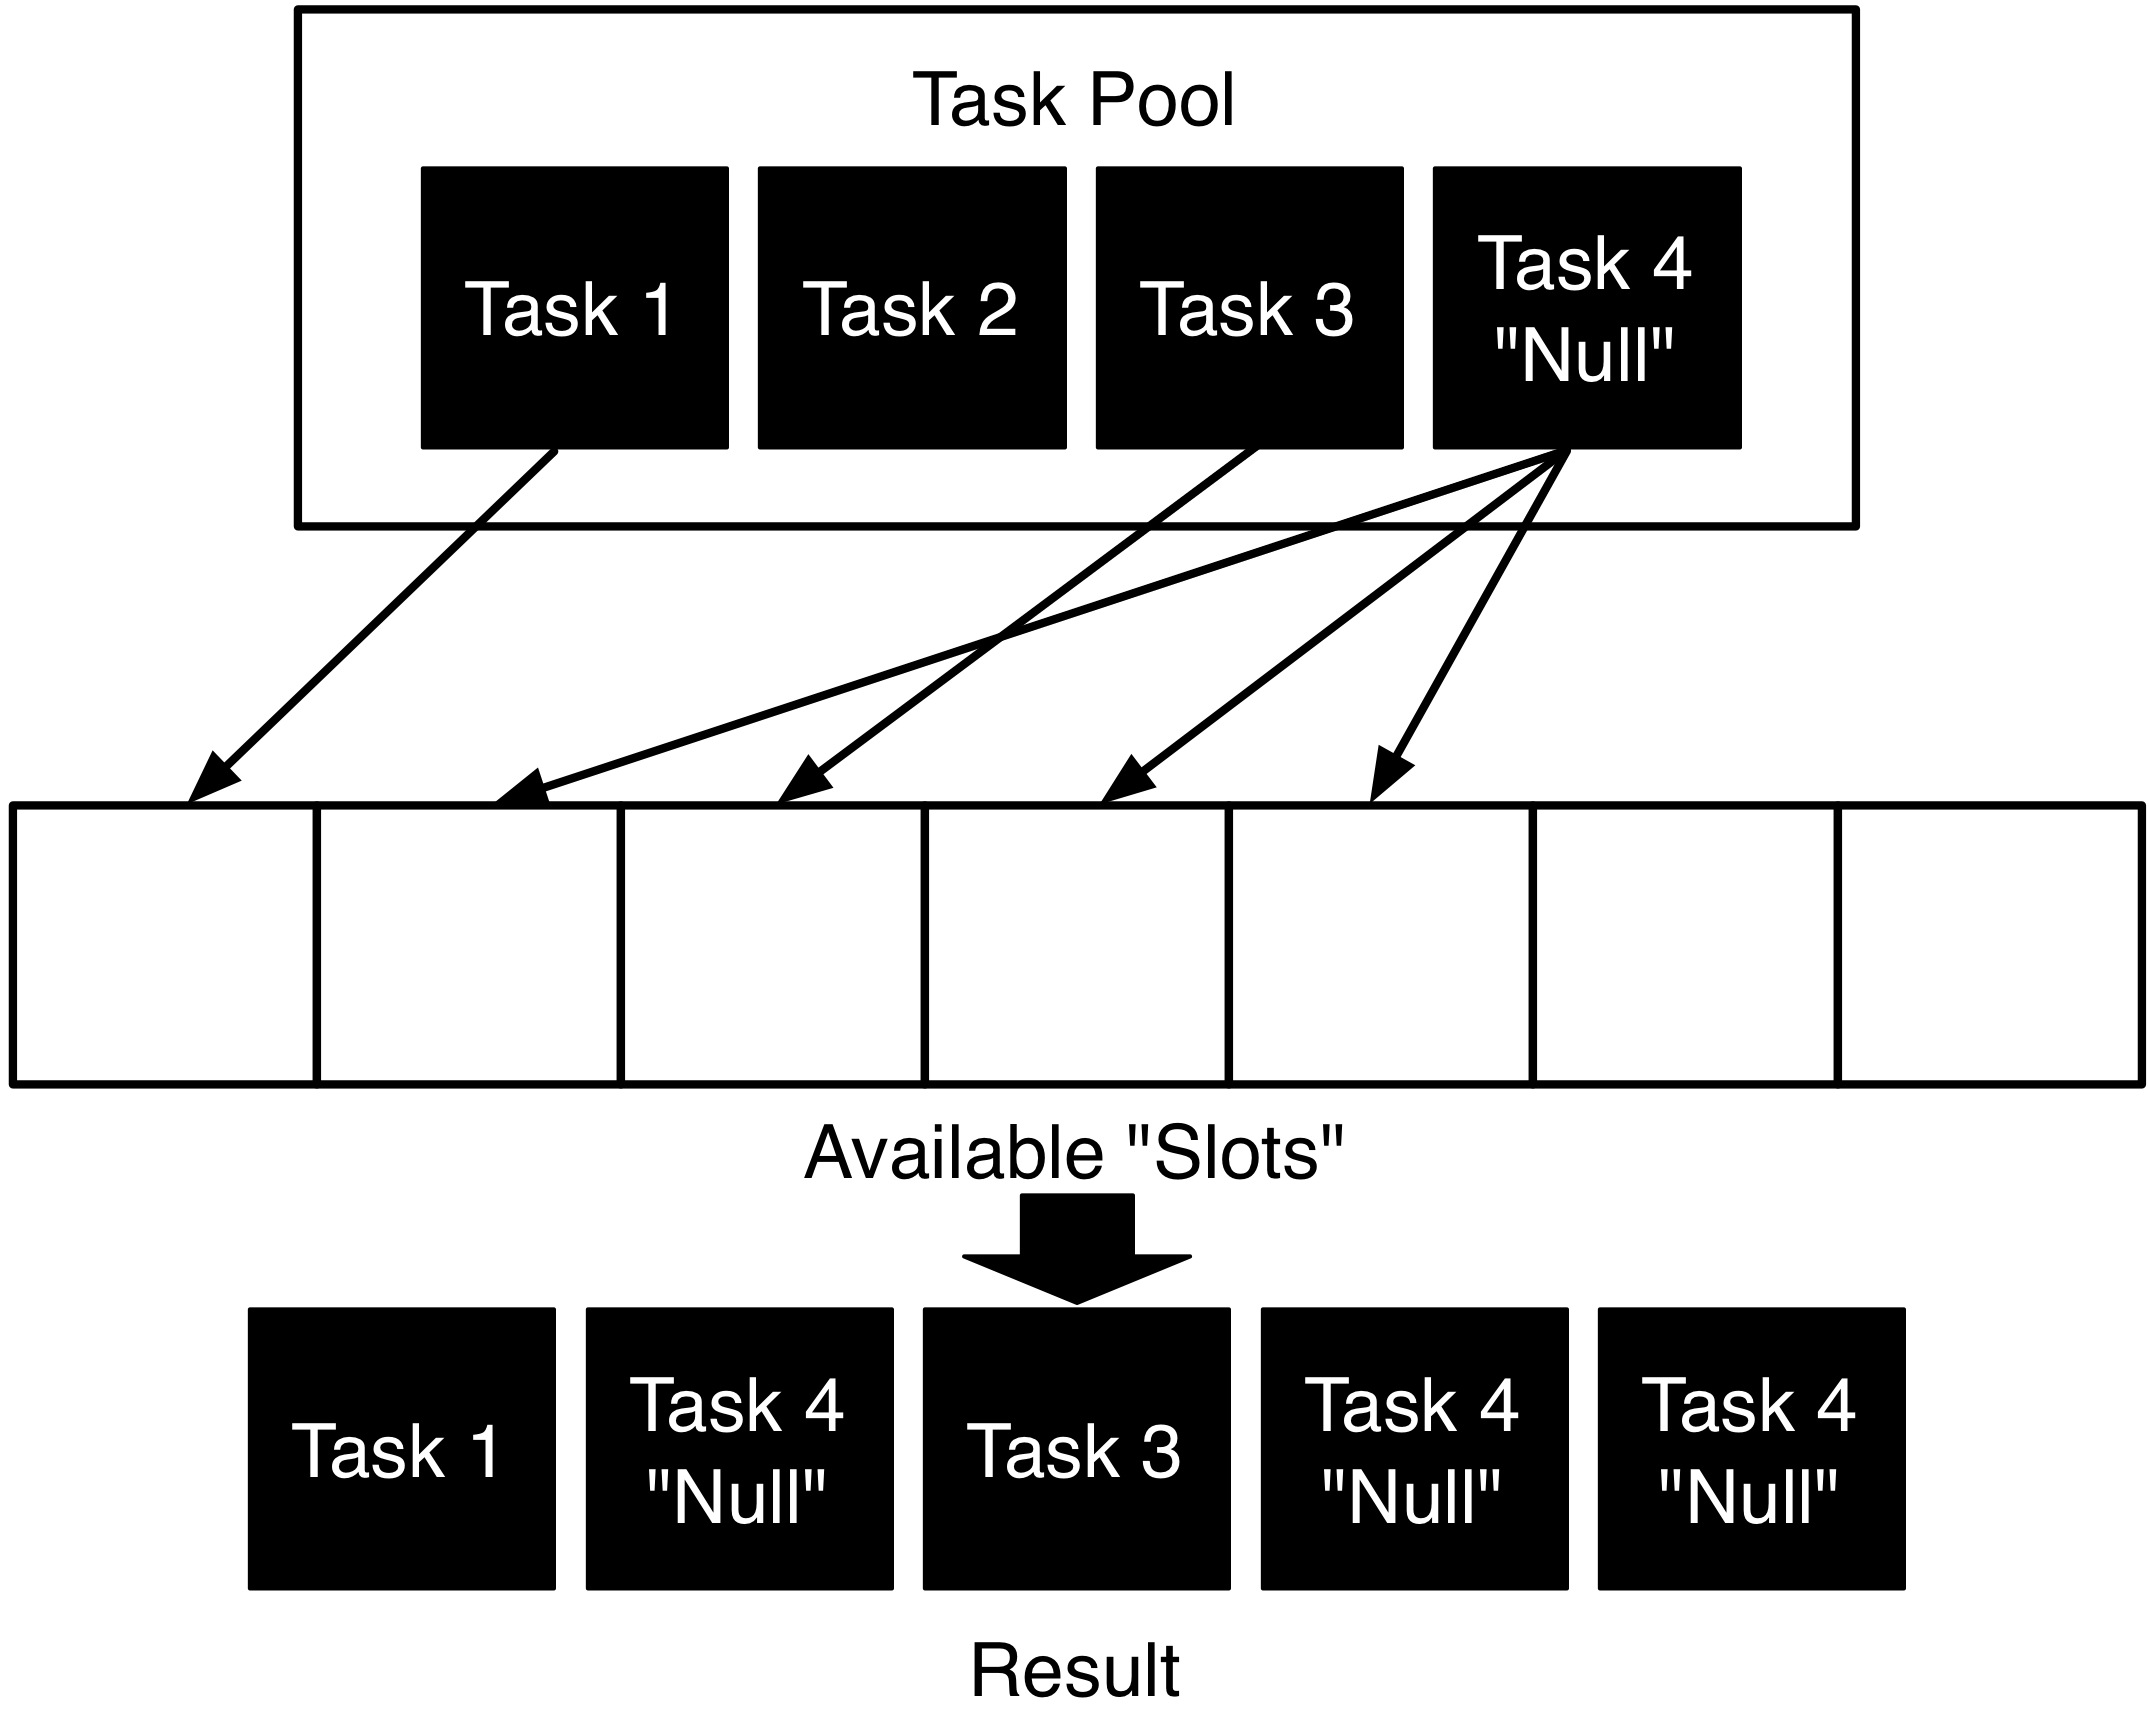 Task Pool
Task 1
Task 2
Task 3
Task 4
"Null"
Available "Slots"
Task 1
Task 4
"Null"
Task 3
Task 4
"Null"
Task 4
"Null"
Result